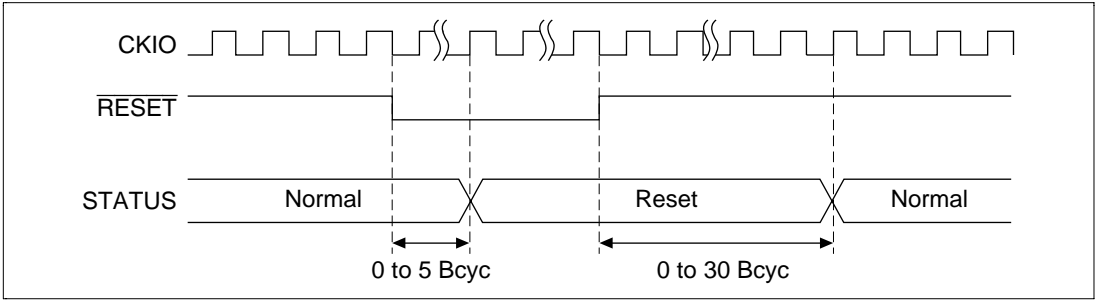 CKIO
RESET
STATUS Normal Reset Normal
0 to 5 Bcyc 0 to 30 Bcyc